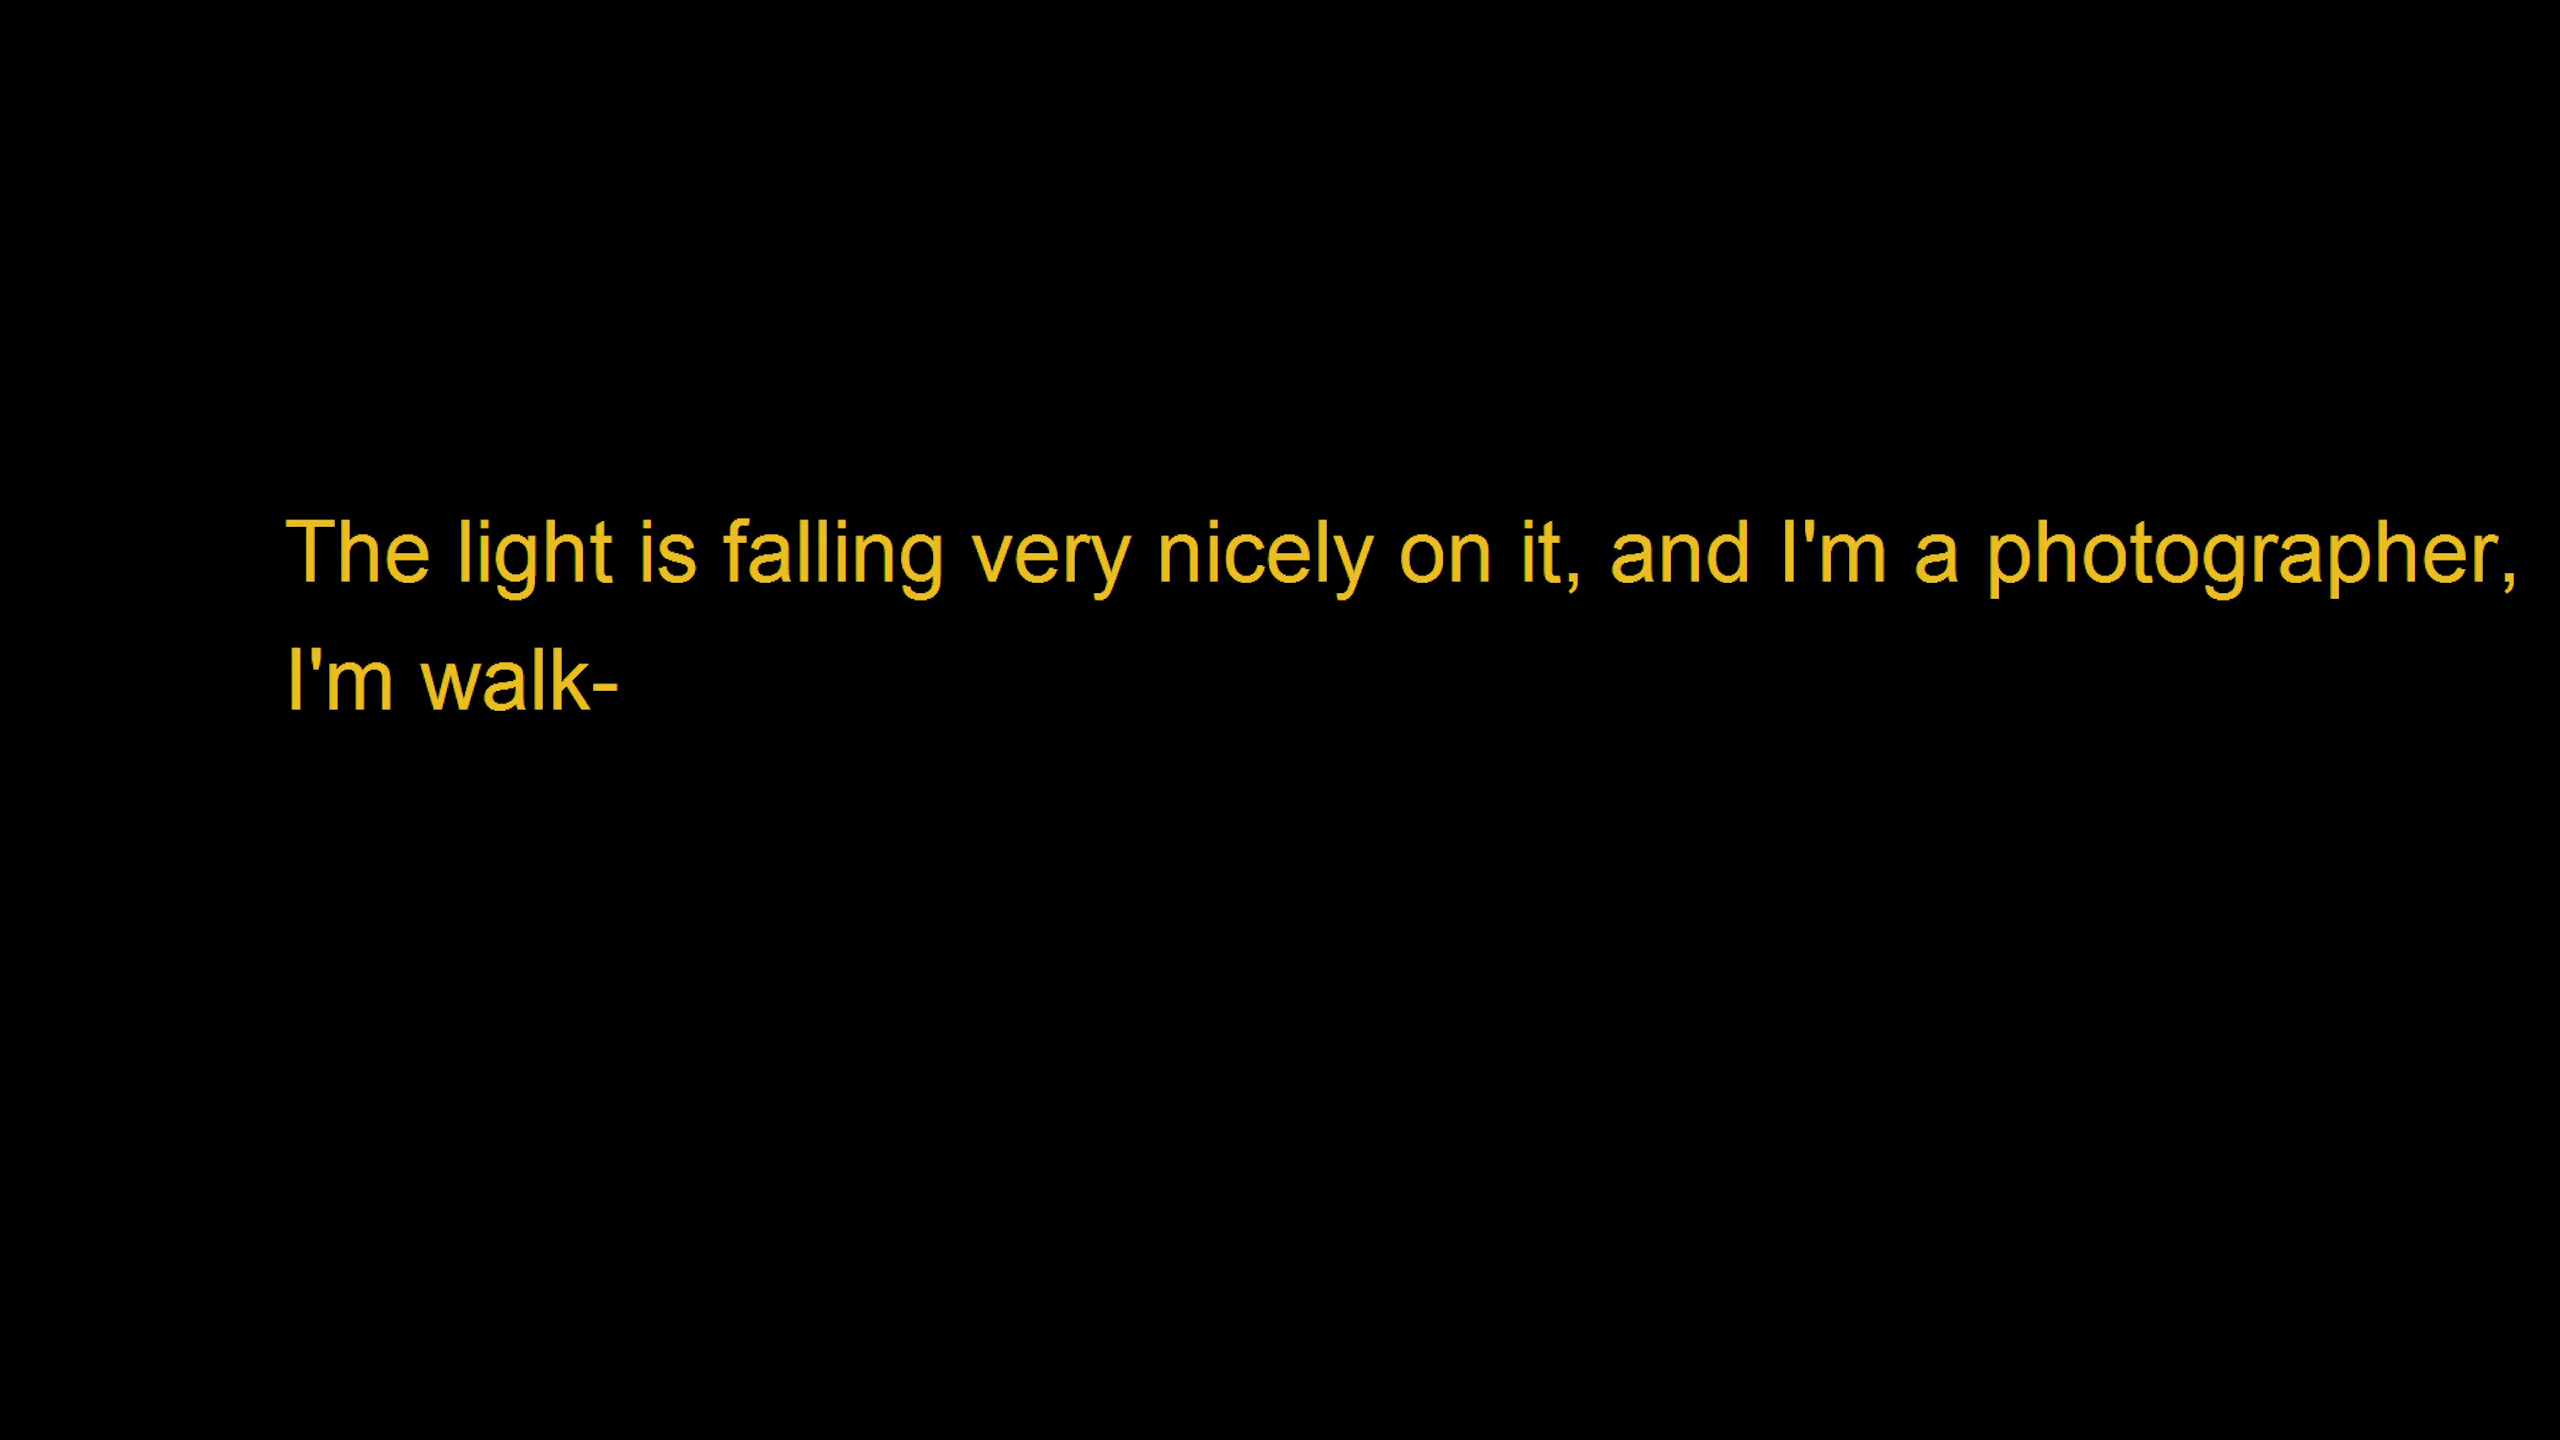 The light is falling very nicely on it, and I'm a photographer,
I'm walk-